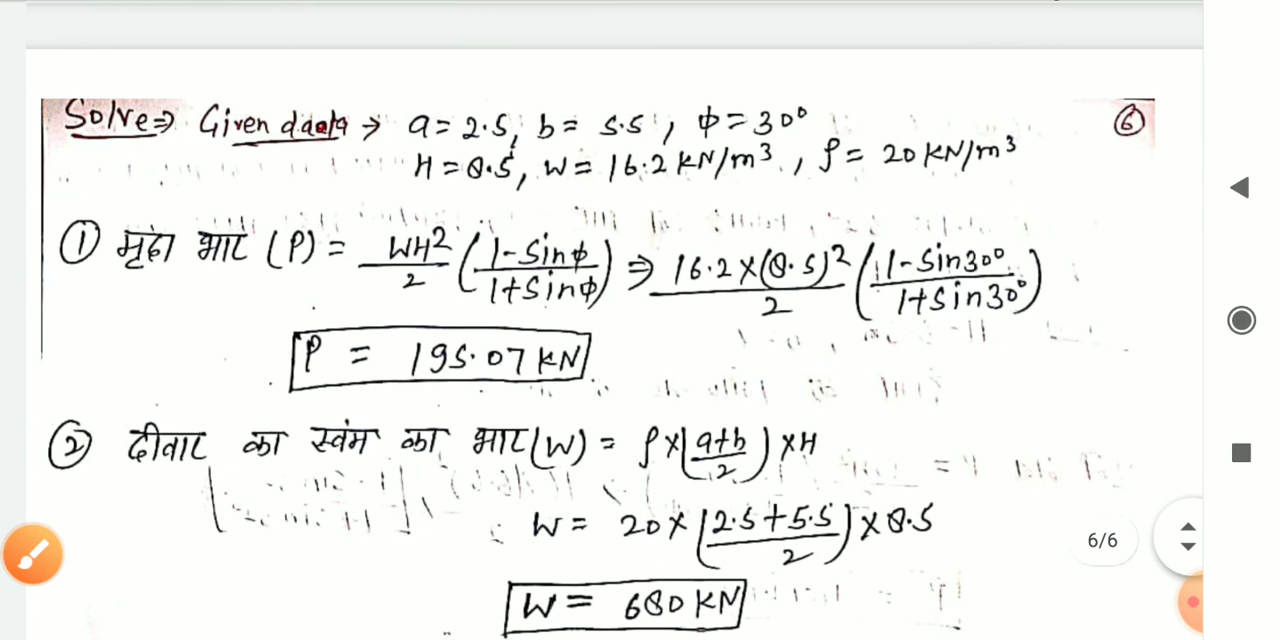 Solve⇒ Given daata → a = 2.5, b = 5.5, ϕ = 30° ⑥
H = 8.5, w = 16.2 KN/m³, ρ = 20 KN/m³
① मृदा भार (P) = WH²/2 (1-Sinϕ/1+Sinϕ) ⇒ 16.2×(8.5)²/2 (1-Sin30°/1+Sin30°)
P = 195.07 KN
② दीवार का स्वंम का भार (W) = ρ×(a+b/2)×H
W = 20×(2.5+5.5/2)×8.5
W = 680 KN
6/6